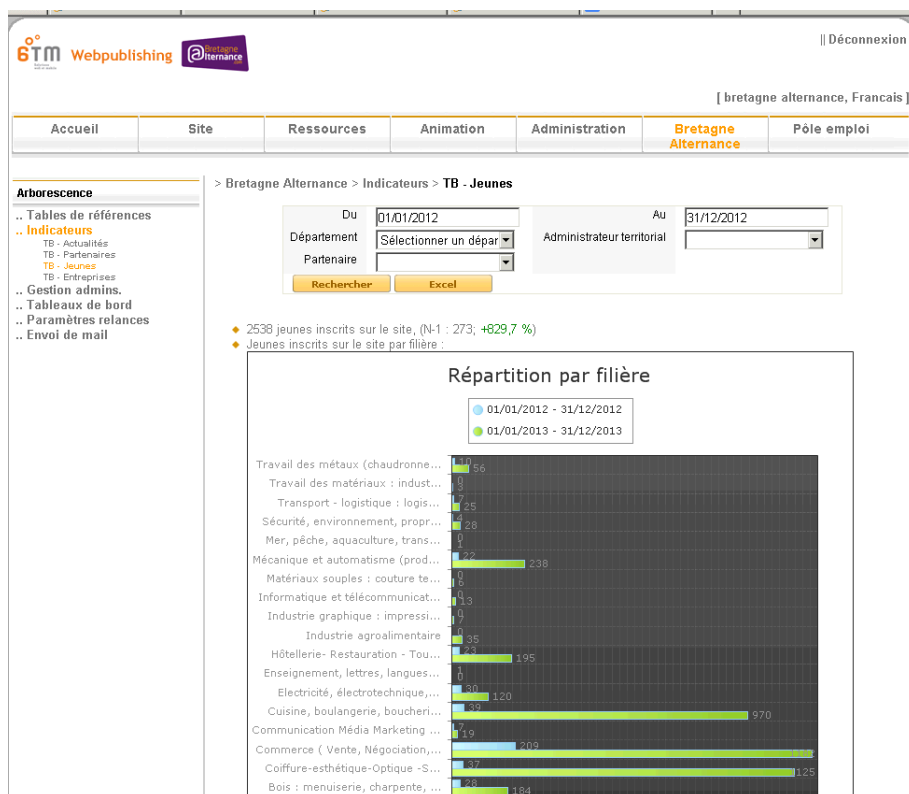 6TM Webpublishing @Bretagne lternance .com
|| Déconnexion
[ bretagne alternance, Francais ]
Accueil Site Ressources Animation Administration Bretagne Alternance Pôle emploi
Arborescence
.. Tables de références
.. Indicateurs
TB - Actualités
TB - Partenaires
TB - Jeunes
TB - Entreprises
.. Gestion admins.
.. Tableaux de bord
.. Paramètres relances
.. Envoi de mail
> Bretagne Alternance > Indicateurs > TB - Jeunes
Du 01/01/2012 Au 31/12/2012
Département Sélectionner un dépar Administrateur territorial
Partenaire
Rechercher Excel
2538 jeunes inscrits sur le site, (N-1 : 273; +829,7 %)
Jeunes inscrits sur le site par filière :
Répartition par filière
01/01/2012 - 31/12/2012
01/01/2013 - 31/12/2013
Travail des métaux (chaudronne... 10 56
Travail des matériaux : indust... 0 3
Transport - logistique : logis... 7 25
Sécurité, environnement, propr... 4 28
Mer, pêche, aquaculture, trans... 0 1
Mécanique et automatisme (prod... 22 238
Matériaux souples : couture te... 0 6
Informatique et télécommunicat... 0 13
Industrie graphique : impressi... 0 7
Industrie agroalimentaire 0 35
Hôtellerie- Restauration - Tou... 23 195
Enseignement, lettres, langues... 1 0
Electricité, électrotechnique,... 30 120
Cuisine, boulangerie, boucheri... 39 970
Communication Média Marketing ... 7 19
Commerce ( Vente, Négociation,... 209
Coiffure-esthétique-Optique -S... 37 1125
Bois : menuiserie, charpente, ... 28 184